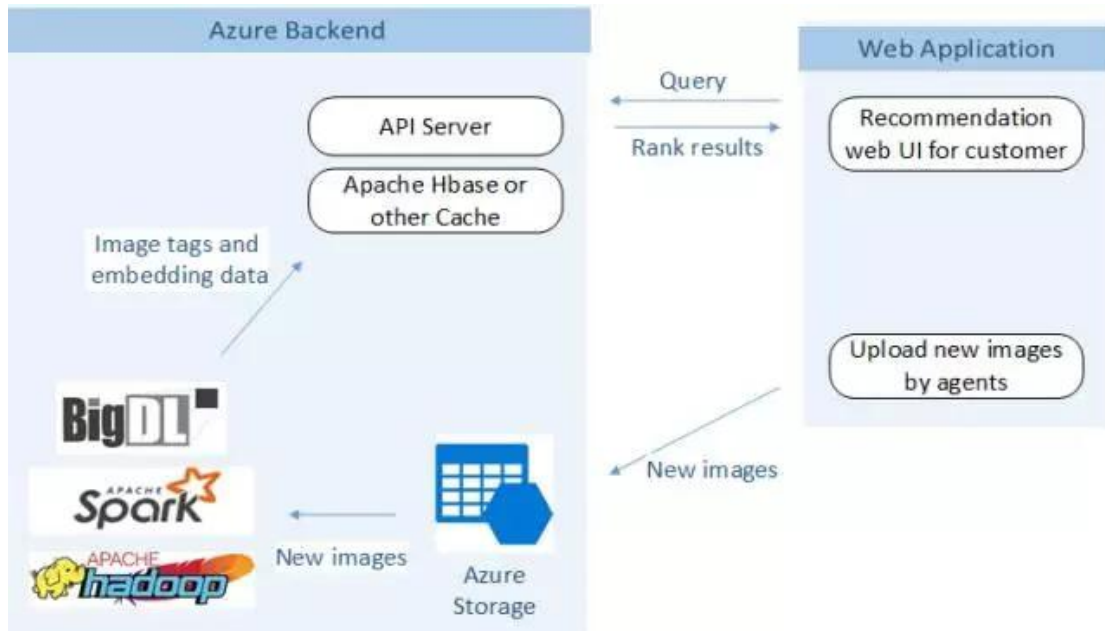 Azure Backend
Web Application
Query
Rank results
API Server
Apache Hbase or
other Cache
Recommendation
web UI for customer
Image tags and
embedding data
Upload new images
by agents
BigDL
New images
APACHE
Spark
APACHE
hadoop
New images
Azure
Storage